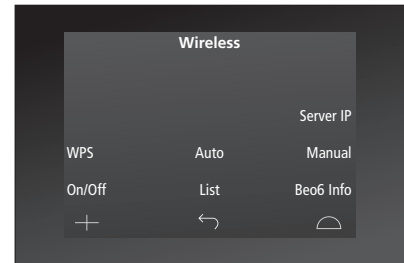 Wireless
Server IP
WPS Auto Manual
On/Off List Beo6 Info